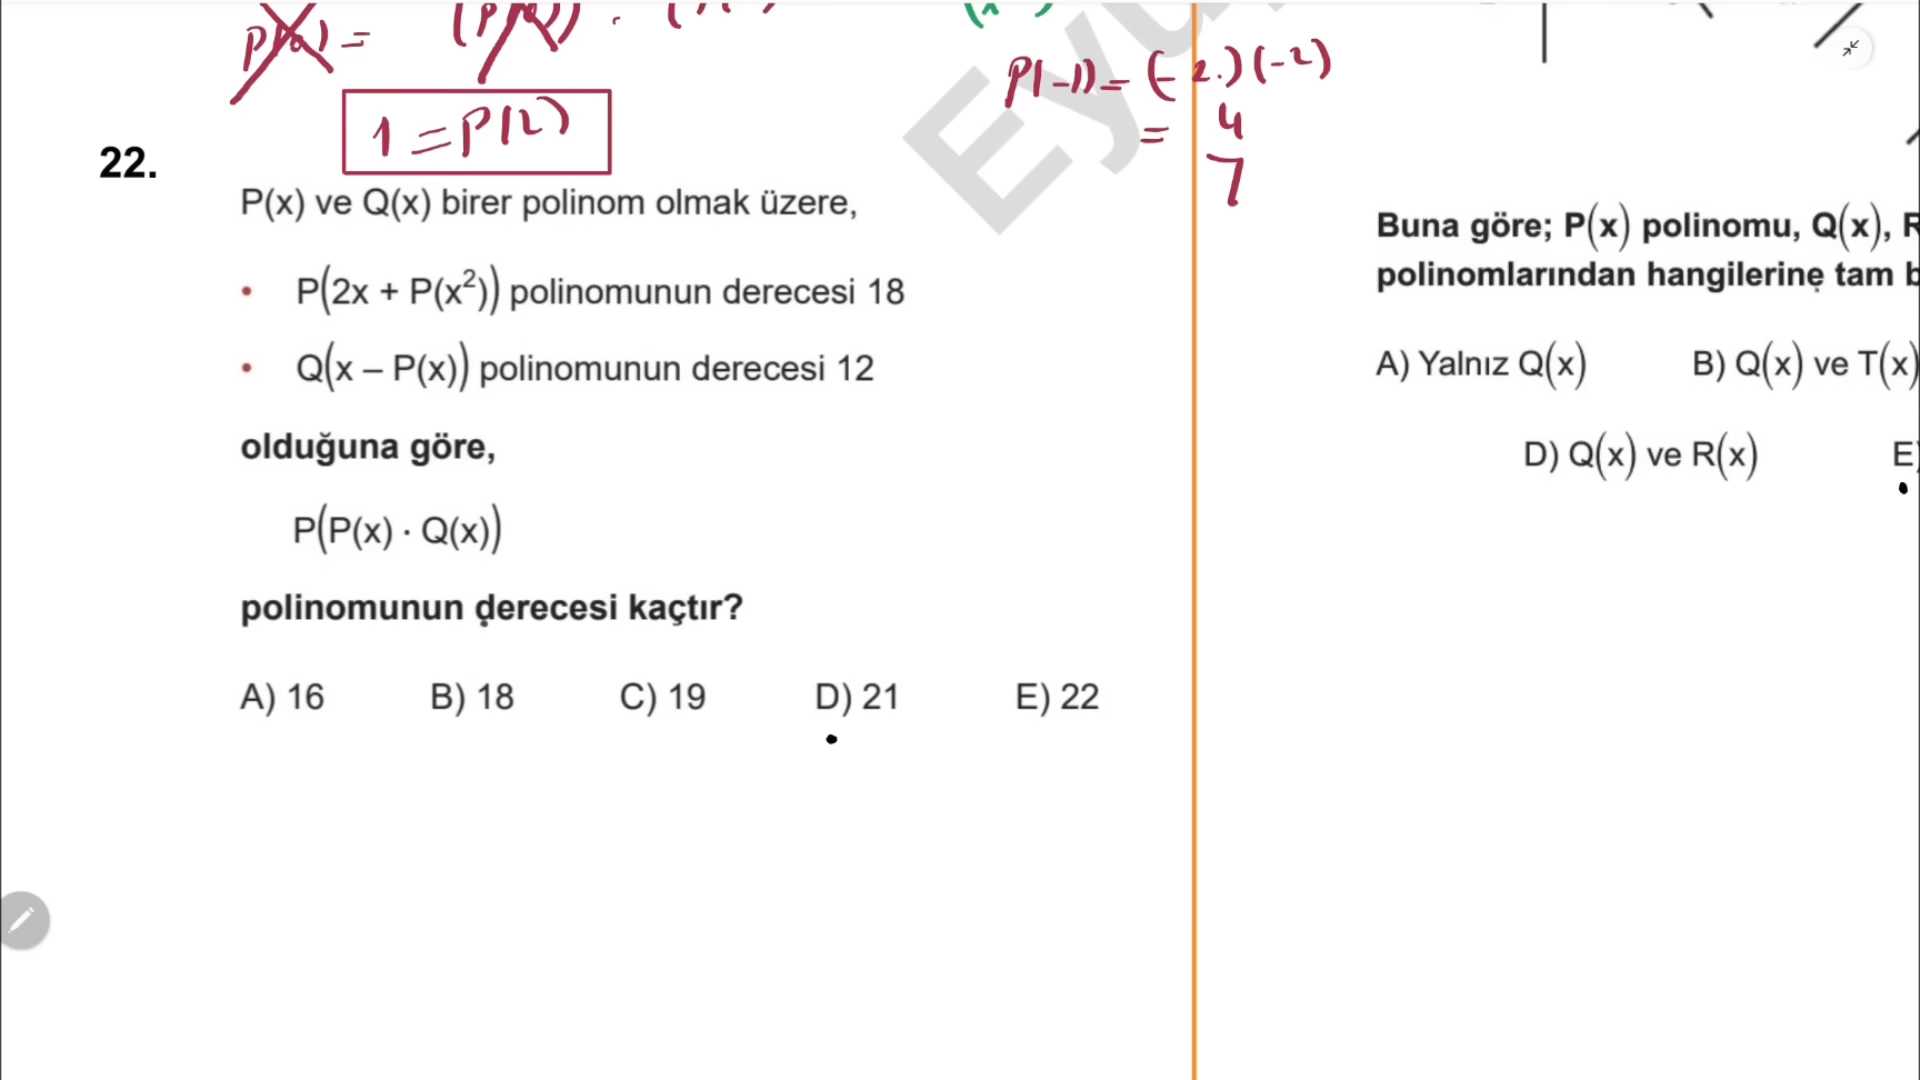 1 = P(2)
P(-1) = (-2.)(-2)
= 4
22.
P(x) ve Q(x) birer polinom olmak üzere,
• P(2x + P(x²)) polinomunun derecesi 18
• Q(x – P(x)) polinomunun derecesi 12
olduğuna göre,
P(P(x) · Q(x))
polinomunun derecesi kaçtır?
A) 16 B) 18 C) 19 D) 21 E) 22
Buna göre; P(x) polinomu, Q(x),
polinomlarından hangilerine tam
A) Yalnız Q(x) B) Q(x) ve T(x)
D) Q(x) ve R(x) E)